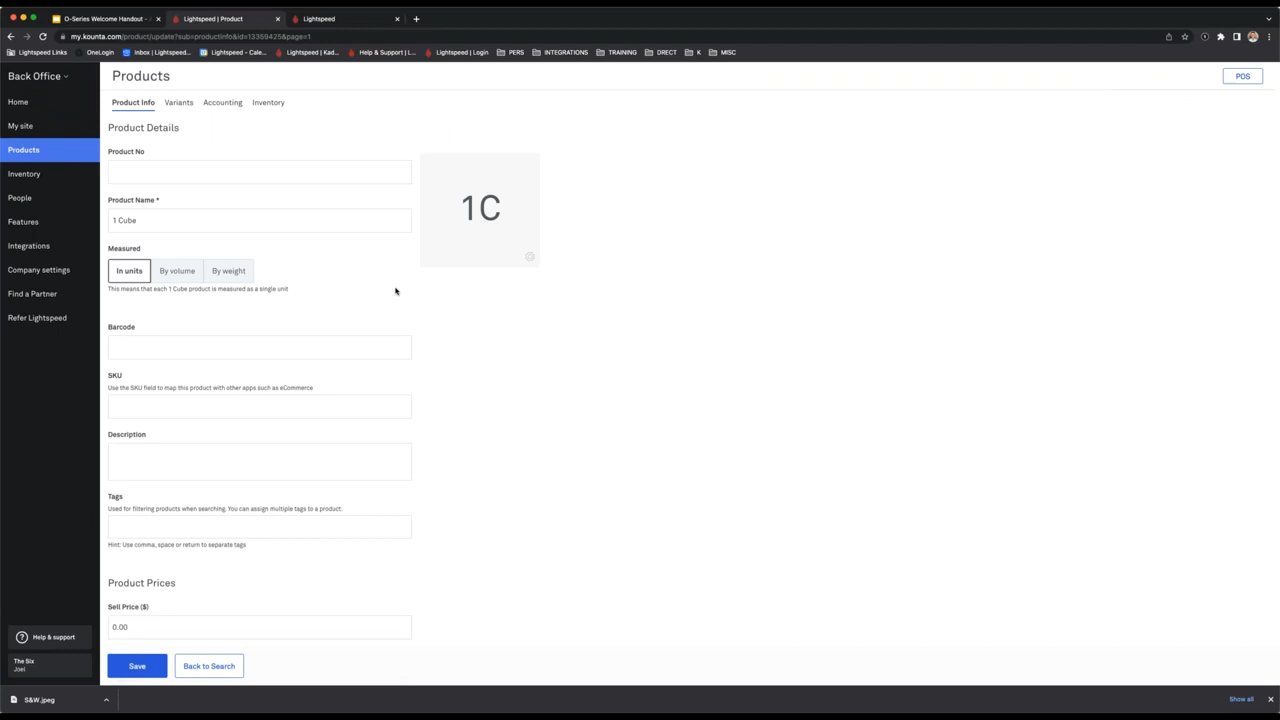 O-Series Welcome Handout - A
Lightspeed | Product
Lightspeed
my.kounta.com/product/update?sub=productinfo&id=13359425&page=1
Lightspeed Links
OneLogin
Inbox | Lightspeed...
Lightspeed - Cale...
Lightspeed | Kad...
Help & Support | L...
Lightspeed | Login
PERS
INTEGRATIONS
TRAINING
DRECT
K
MISC
Back Office
Products
POS
Home
My site
Products
Inventory
People
Features
Integrations
Company settings
Find a Partner
Refer Lightspeed
Help & support
The Six
Joel
Product Info
Variants
Accounting
Inventory
Product Details
Product No
1C
Product Name *
1 Cube
Measured
In units
By volume
By weight
This means that each 1 Cube product is measured as a single unit
Barcode
SKU
Use the SKU field to map this product with other apps such as eCommerce
Description
Tags
Used for filtering products when searching. You can assign multiple tags to a product.
Hint: Use comma, space or return to separate tags
Product Prices
Sell Price ($)
0.00
Save
Back to Search
S&W.jpeg
Show all